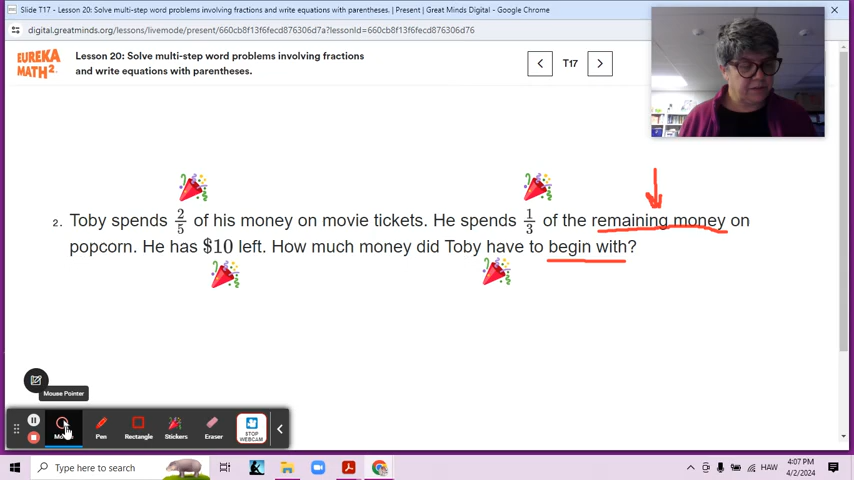 Slide T17 - Lesson 20: Solve multi-step word problems involving fractions and write equations with parentheses. | Present | Great Minds Digital - Google Chrome
digital.greatminds.org/lessons/livemode/present/660cb8f13f6fecd876306d7a?lessonId=660cb8f13f6fecd876306d76
EUREKA
MATH²
Lesson 20: Solve multi-step word problems involving fractions
and write equations with parentheses.
T17
2. Toby spends 2/5 of his money on movie tickets. He spends 1/3 of the remaining money on
popcorn. He has $10 left. How much money did Toby have to begin with?
Mouse Pointer
Pen
Rectangle
Stickers
Eraser
STOP
WEBCAM
Type here to search
HAW
4:07 PM
4/2/2024